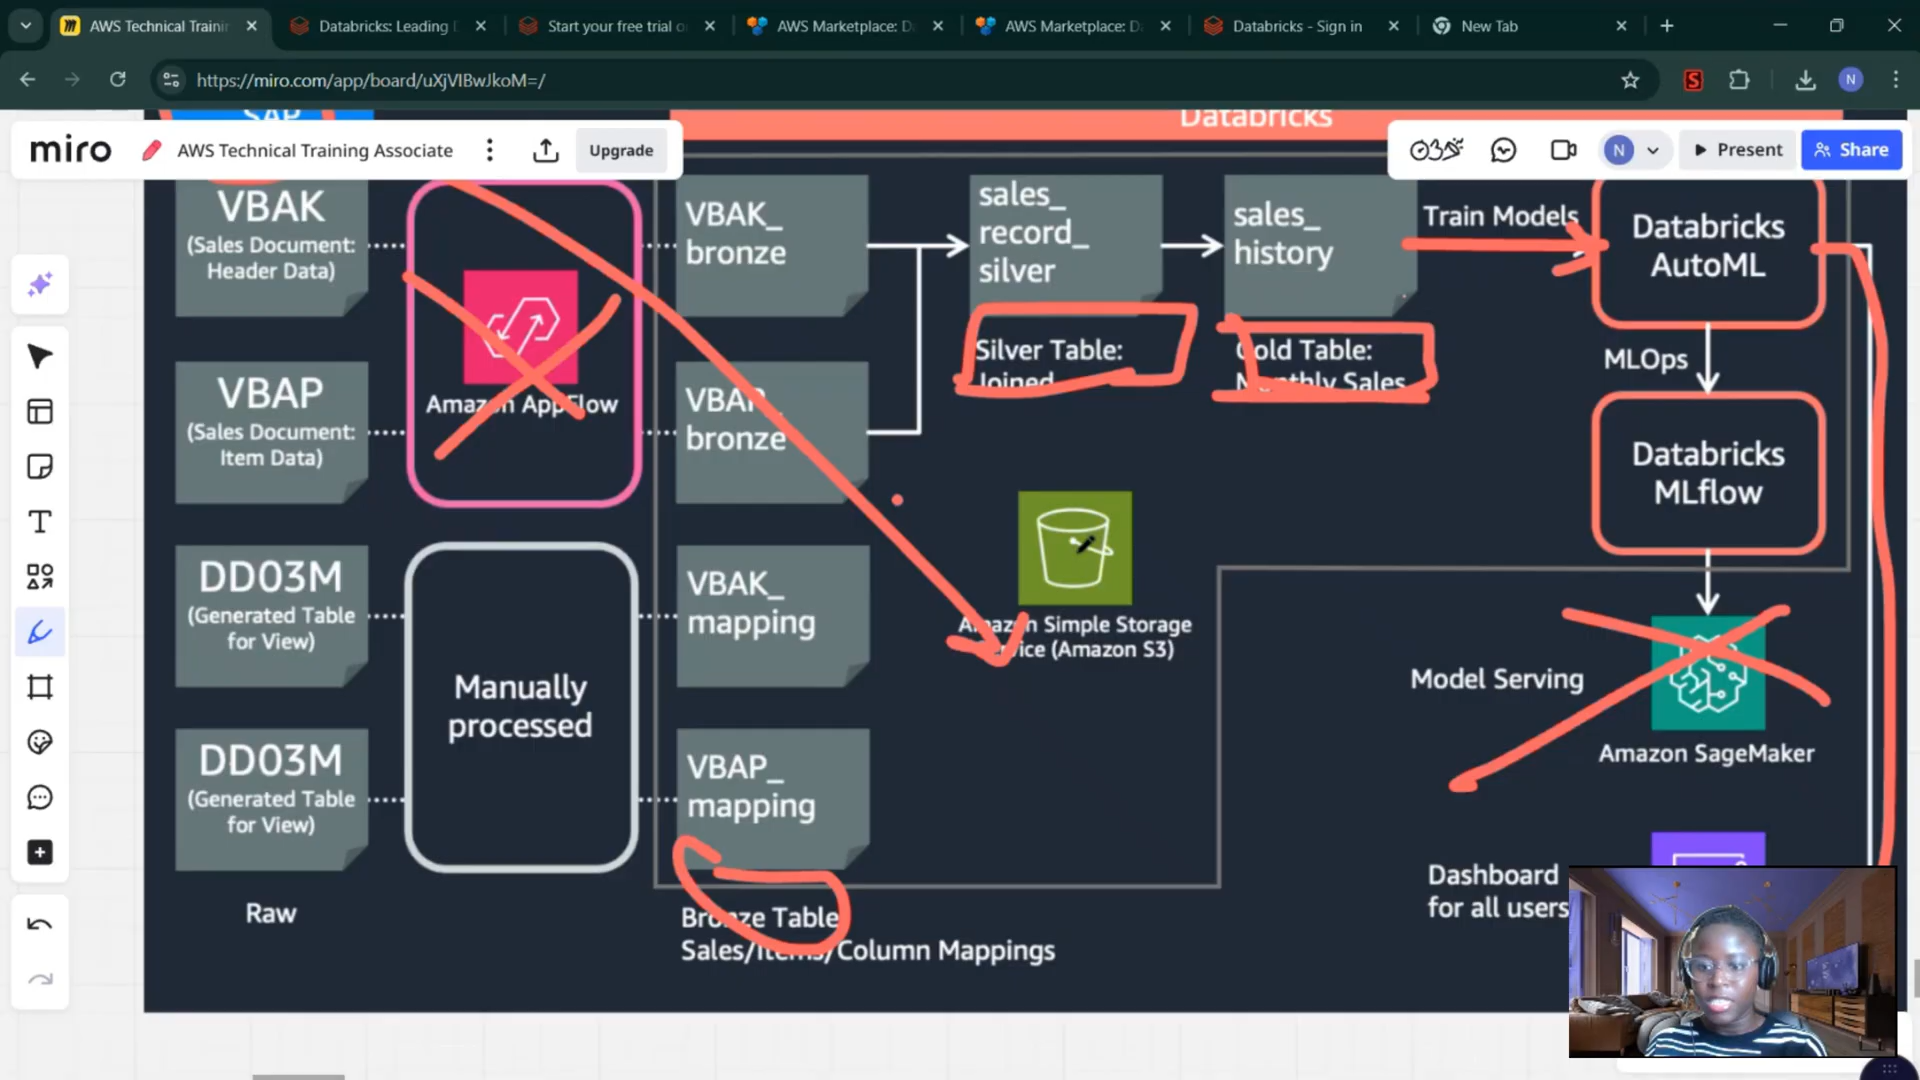 AWS Technical Traini
Databricks: Leading
Start your free trial o
AWS Marketplace: D
AWS Marketplace: D
Databricks - Sign in
New Tab
https://miro.com/app/board/uXjVIBwJkoM=/
S
N
SAP
Databricks
miro
AWS Technical Training Associate
Upgrade
N
Present
Share
VBAK
(Sales Document:
Header Data)
VBAK_
bronze
sales_
record_
silver
sales_
history
Train Models
Databricks
AutoML
Silver Table:
Joined
Gold Table:
Monthly Sales
MLOps
VBAP
(Sales Document:
Item Data)
Amazon AppFlow
VBAP_
bronze
Databricks
MLflow
DD03M
(Generated Table
for View)
Manually
processed
VBAK_
mapping
Amazon Simple Storage
Service (Amazon S3)
Model Serving
Amazon SageMaker
DD03M
(Generated Table
for View)
VBAP_
mapping
Dashboard
for all users
Raw
Bronze Table
Sales/Items/Column Mappings